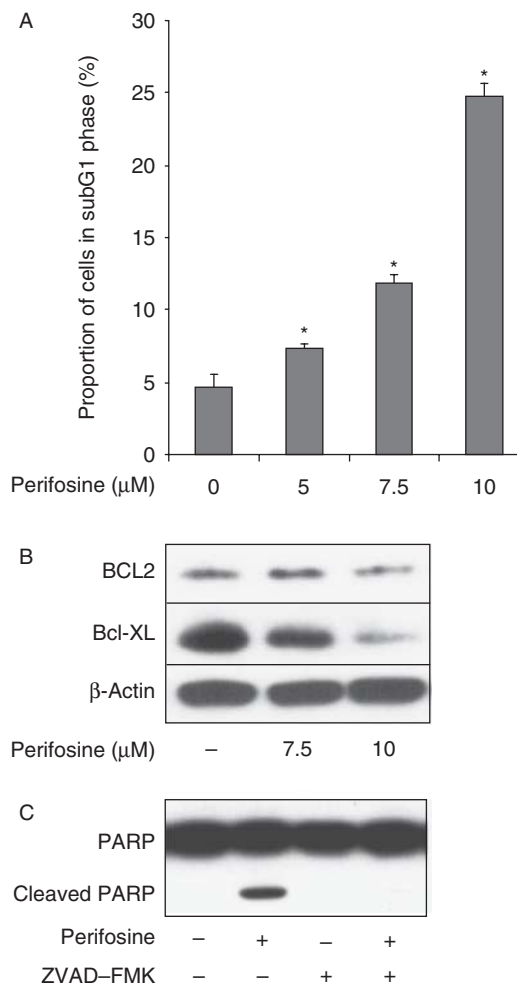 A
Proportion of cells in subG1 phase (%)
30
25
20
15
10
5
0
* * * 
Perifosine (μM) 0 5 7.5 10
B
BCL2
Bcl-XL
β-Actin
Perifosine (μM) – 7.5 10
C
PARP
Cleaved PARP
Perifosine – + – +
ZVAD–FMK – – + +